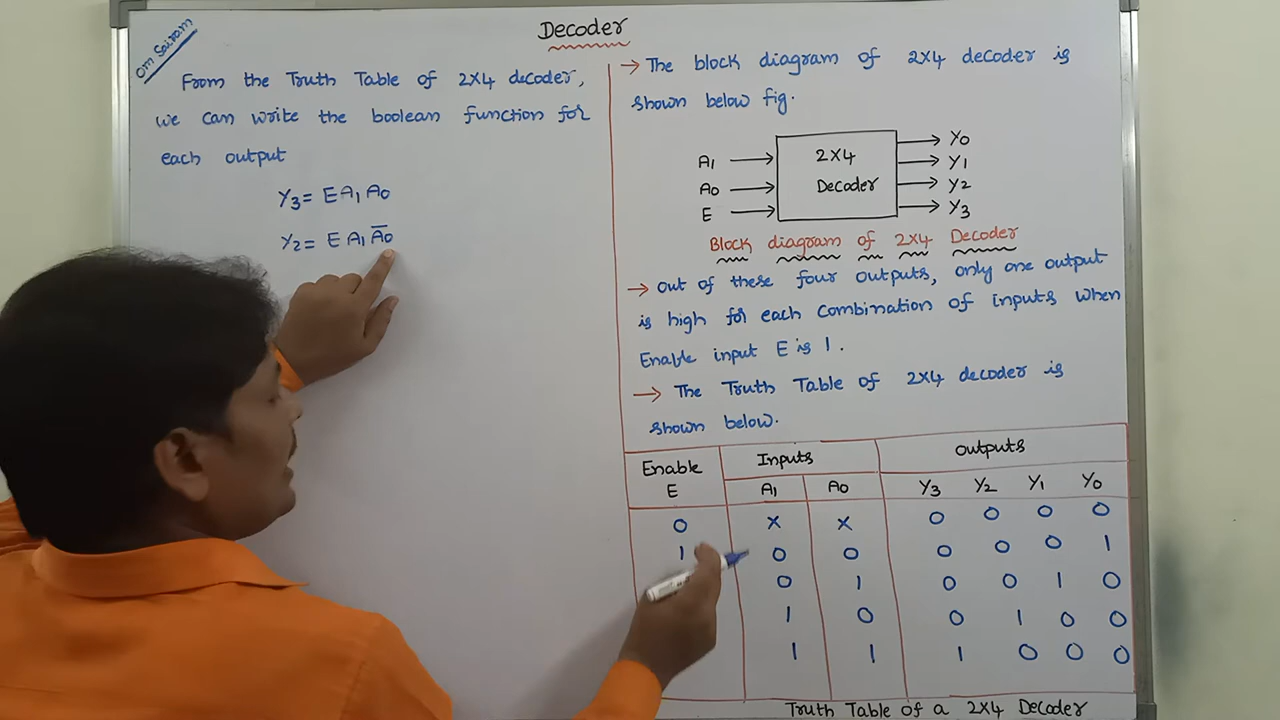 Decoder
Om Sairam
From the Truth Table of 2X4 decoder,
we can write the boolean function for
each output
Y3 = E A1 A0
Y2 = E A1 A̅0
→ The block diagram of 2X4 decoder is
shown below fig.
A1
A0
E
2X4
Decoder
Y0
Y1
Y2
Y3
Block diagram of 2X4 Decoder
→ out of these four outputs, only one output
is high for each combination of inputs when
Enable input E is 1.
→ The Truth Table of 2X4 decoder is
shown below.
Enable Inputs outputs
E A1 A0 Y3 Y2 Y1 Y0
0 X X 0 0 0 0
1 0 0 0 0 0 1
0 1 0 0 1 0
1 0 0 1 0 0
1 1 1 0 0 0
Truth Table of a 2X4 Decoder